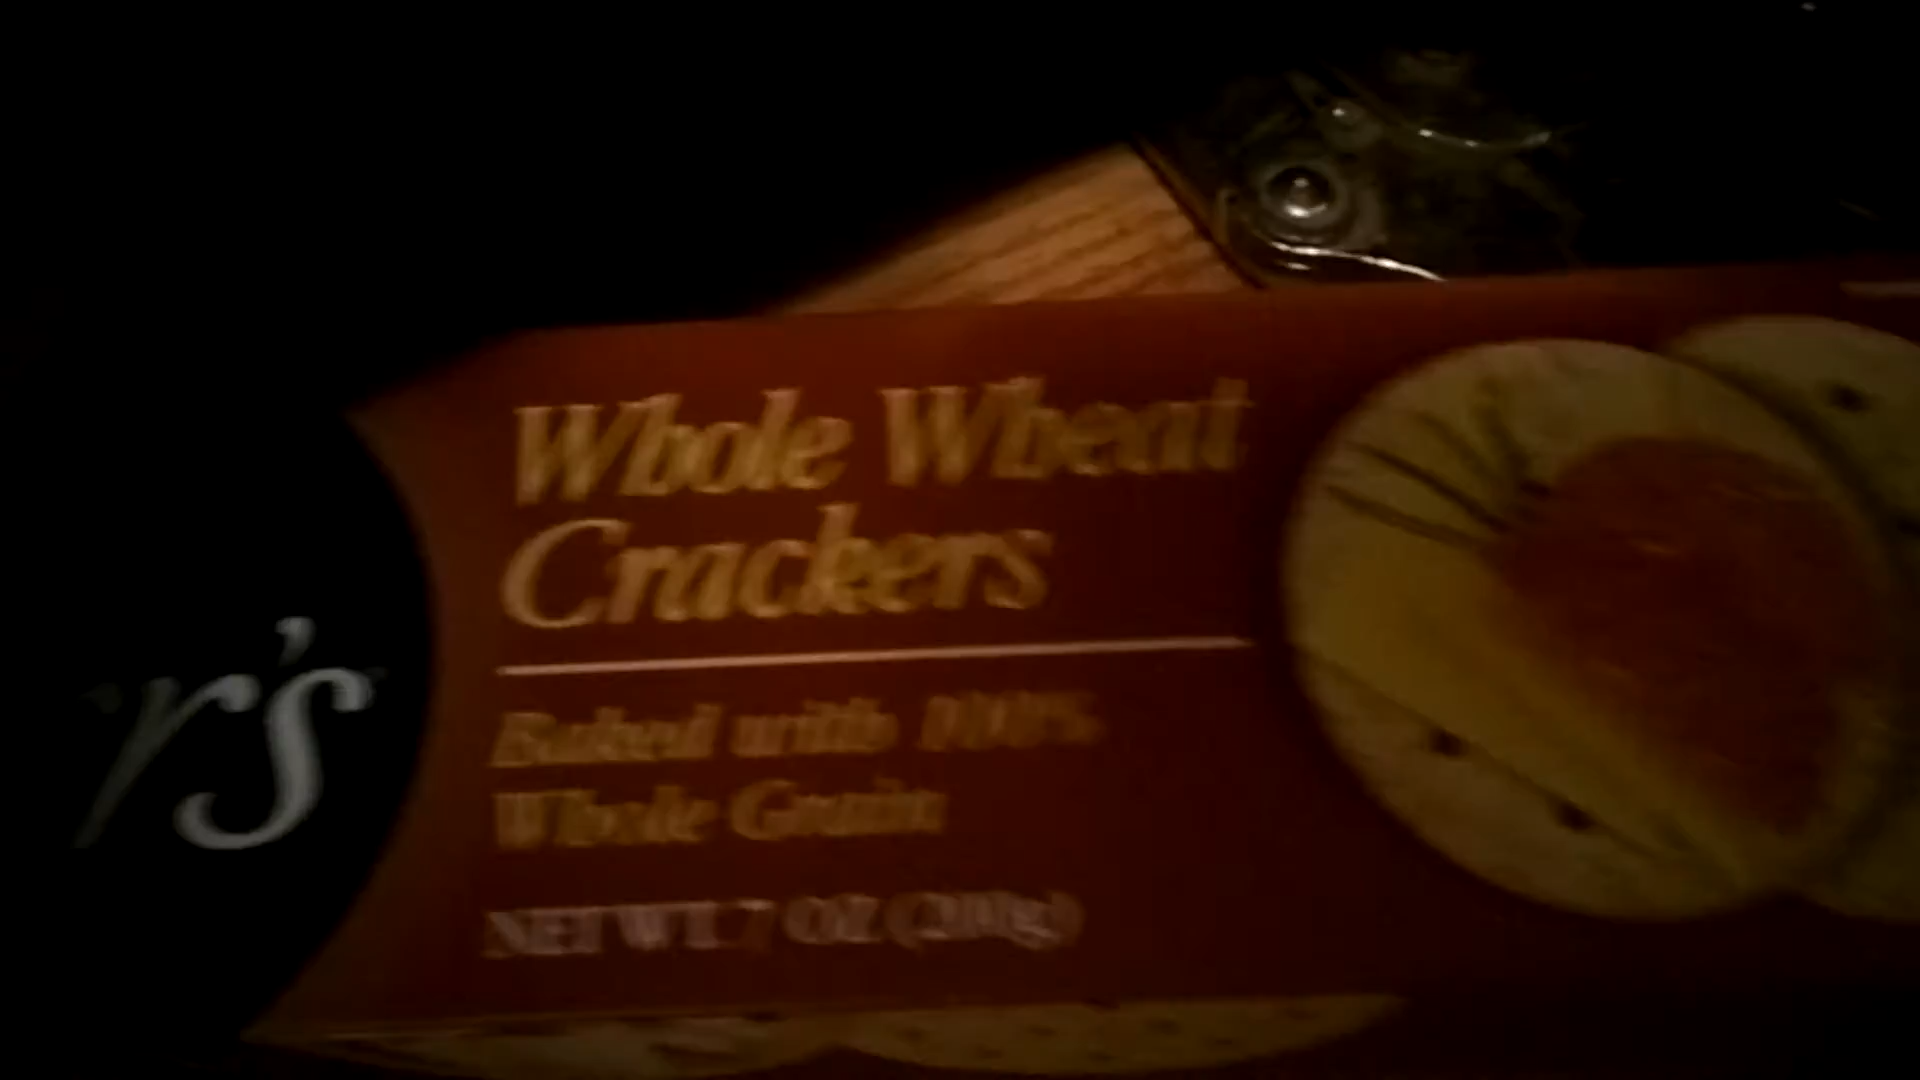 r's
Whole Wheat
Crackers
Baked with 100%
Whole Grain
NET WT. 7 OZ (200g)